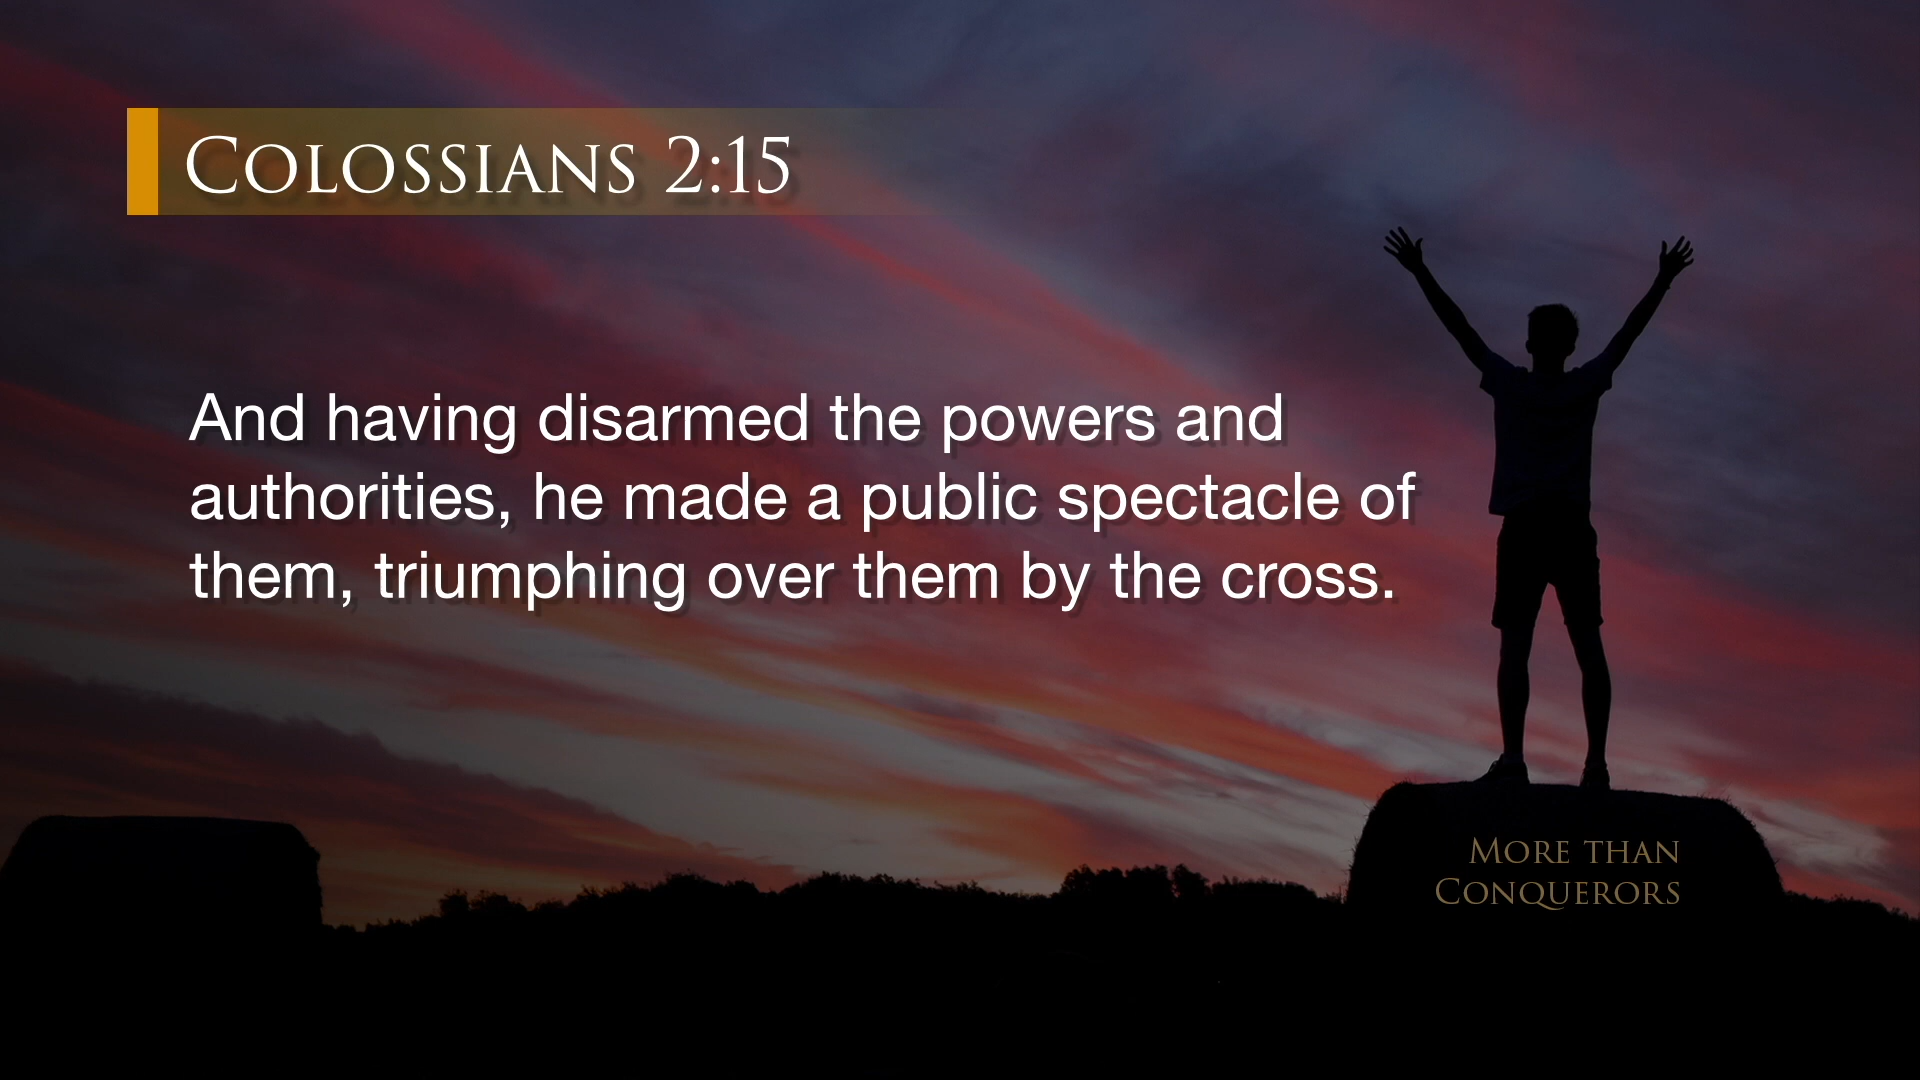 Colossians 2:15
And having disarmed the powers and
authorities, he made a public spectacle of
them, triumphing over them by the cross.
More than
Conquerors